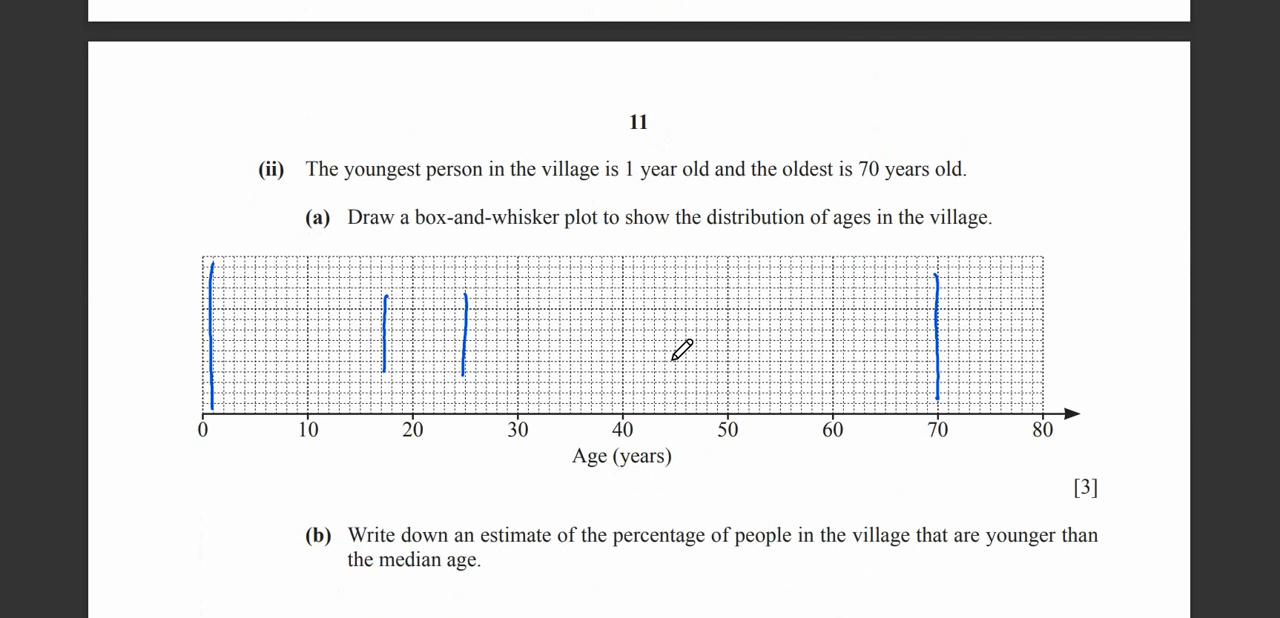 11
(ii) The youngest person in the village is 1 year old and the oldest is 70 years old.
(a) Draw a box-and-whisker plot to show the distribution of ages in the village.
0 10 20 30 40 50 60 70 80
Age (years)
[3]
(b) Write down an estimate of the percentage of people in the village that are younger than
the median age.